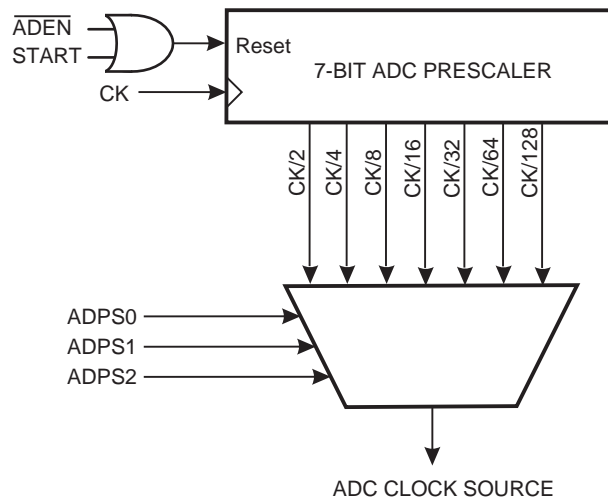 ADEN
START
Reset
7-BIT ADC PRESCALER
CK
CK/2
CK/4
CK/8
CK/16
CK/32
CK/64
CK/128
ADPS0
ADPS1
ADPS2
ADC CLOCK SOURCE